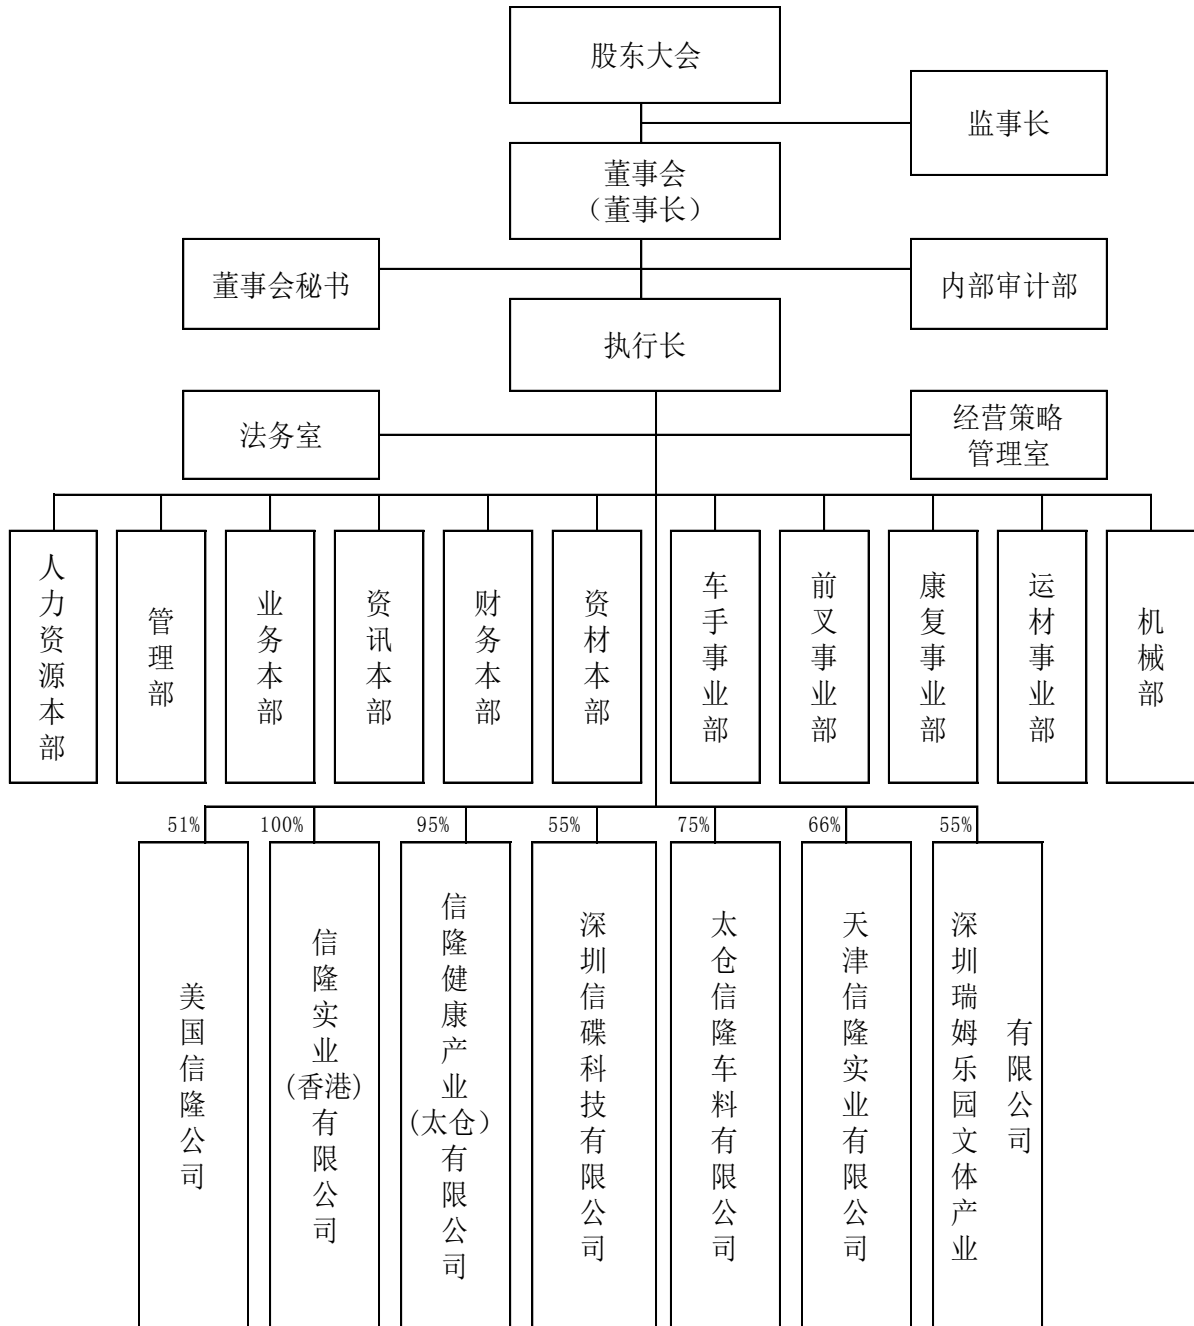 股东大会
监事长
董事会
（董事长）
董事会秘书
内部审计部
执行长
法务室
经营策略
管理室
人力资源本部
管理部
业务本部
资讯本部
财务本部
资材本部
车手事业部
前叉事业部
康复事业部
运材事业部
机械部
51%
100%
95%
55%
75%
66%
55%
美国信隆公司
信隆实业(香港)有限公司
信隆健康产业(太仓）有限公司
深圳信碟科技有限公司
太仓信隆车料有限公司
天津信隆实业有限公司
深圳瑞姆乐园文体产业
有限公司